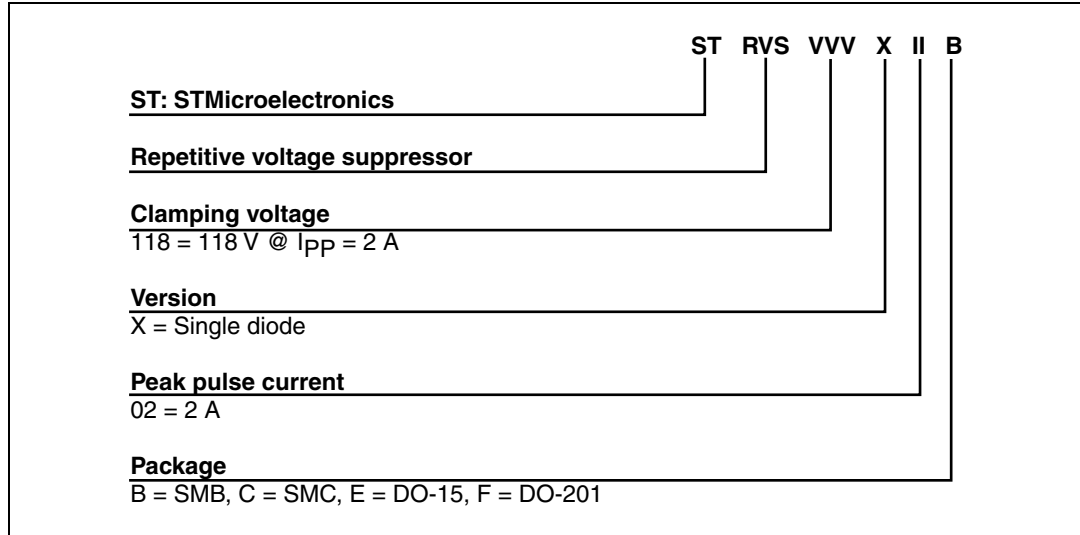 ST RVS VVV X II B
ST: STMicroelectronics
Repetitive voltage suppressor
Clamping voltage
118 = 118 V @ IPP = 2 A
Version
X = Single diode
Peak pulse current
02 = 2 A
Package
B = SMB, C = SMC, E = DO-15, F = DO-201